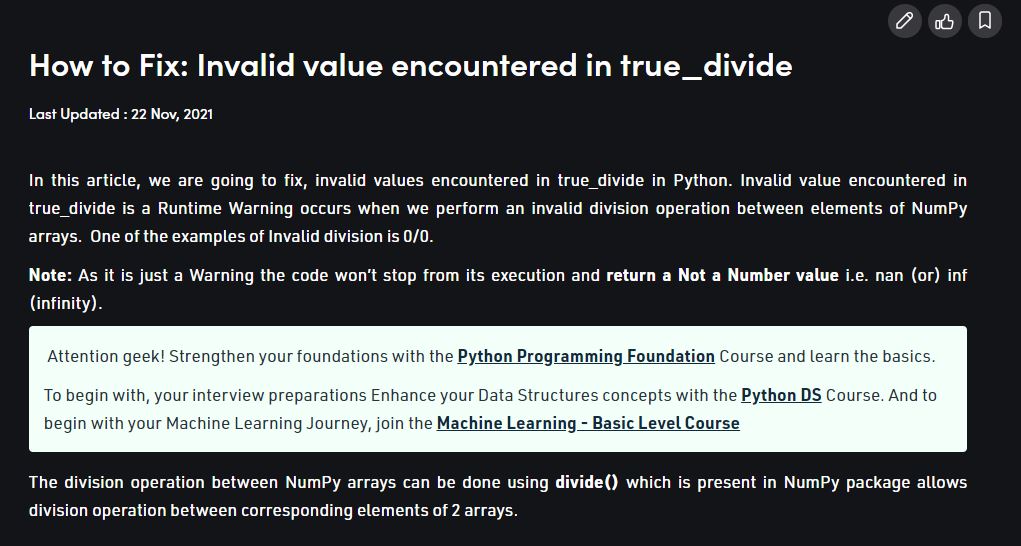 How to Fix: Invalid value encountered in true_divide
Last Updated : 22 Nov, 2021
In this article, we are going to fix, invalid values encountered in true_divide in Python. Invalid value encountered in
true_divide is a Runtime Warning occurs when we perform an invalid division operation between elements of NumPy
arrays.  One of the examples of Invalid division is 0/0.
Note: As it is just a Warning the code won’t stop from its execution and return a Not a Number value i.e. nan (or) inf
(infinity).
Attention geek! Strengthen your foundations with the Python Programming Foundation Course and learn the basics.
To begin with, your interview preparations Enhance your Data Structures concepts with the Python DS Course. And to
begin with your Machine Learning Journey, join the Machine Learning - Basic Level Course
The division operation between NumPy arrays can be done using divide() which is present in NumPy package allows
division operation between corresponding elements of 2 arrays.